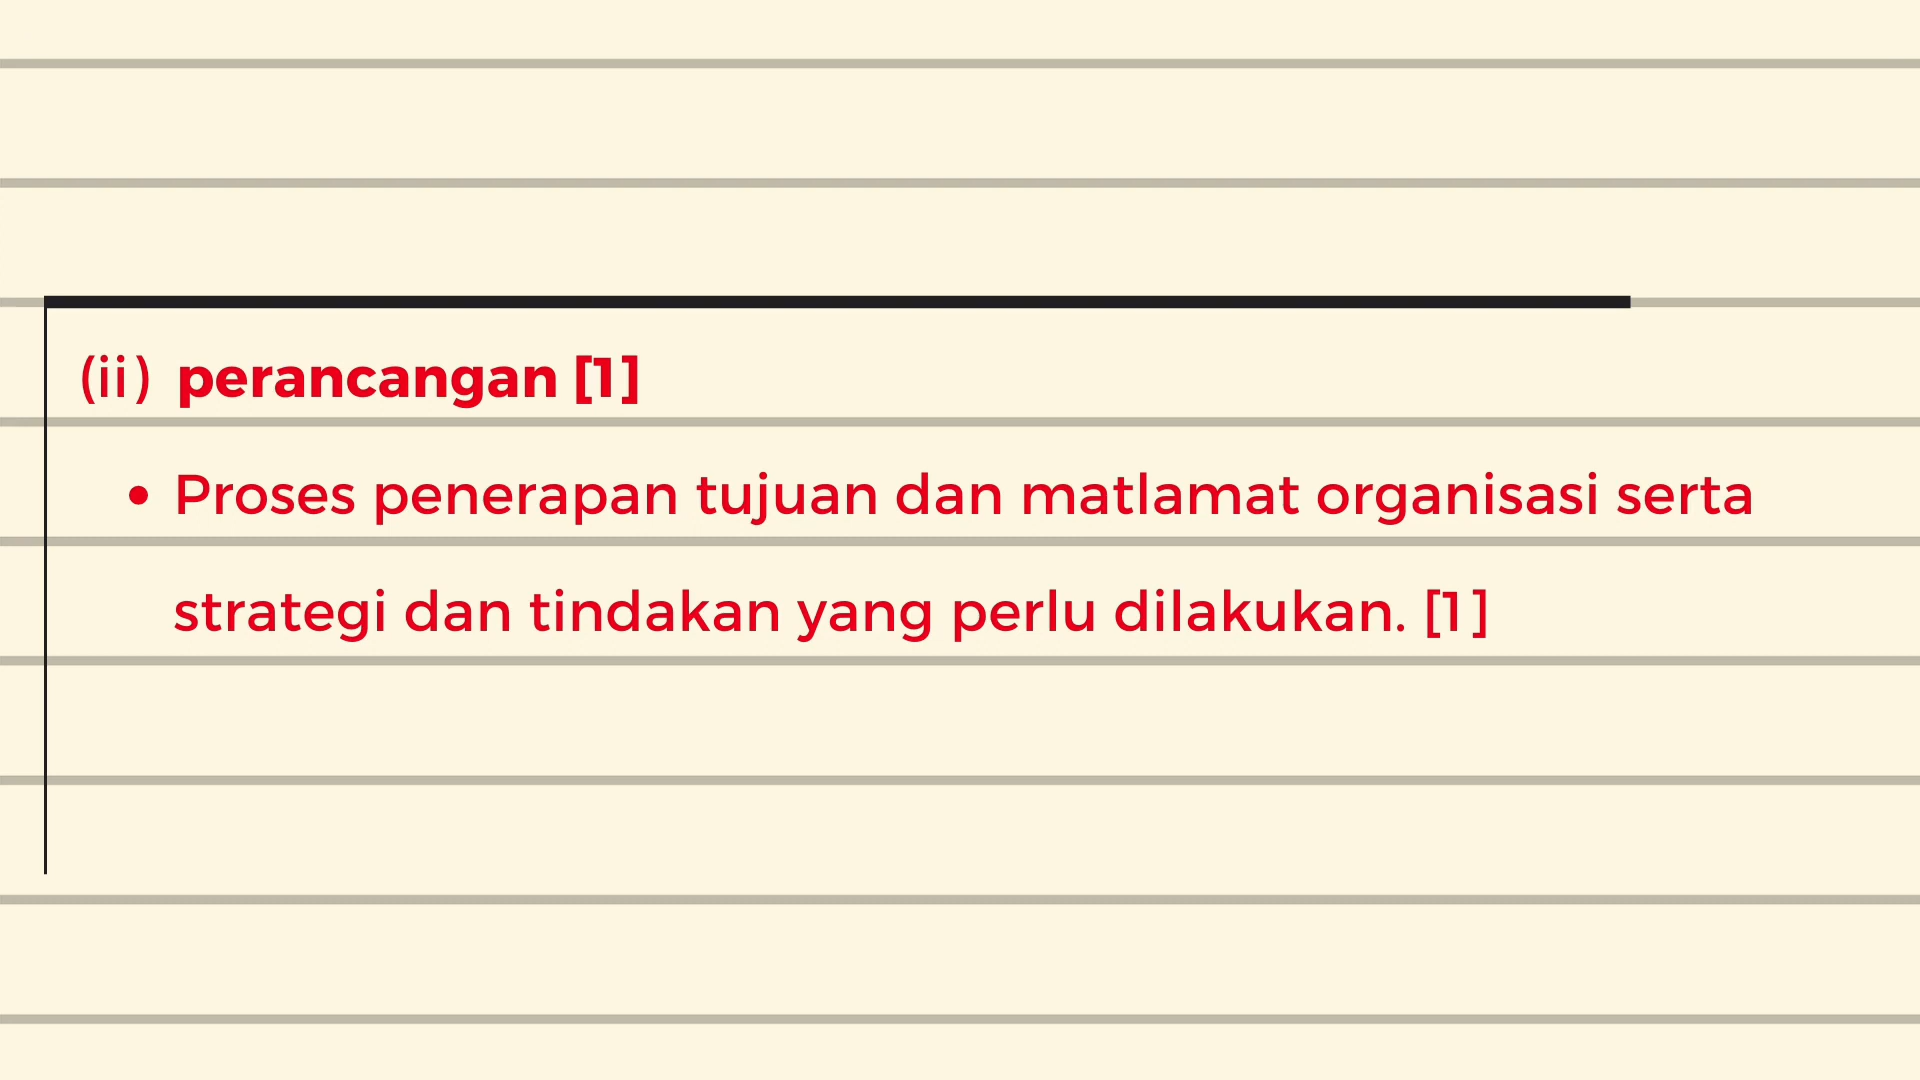 (ii) perancangan [1]
• Proses penerapan tujuan dan matlamat organisasi serta
strategi dan tindakan yang perlu dilakukan. [1]